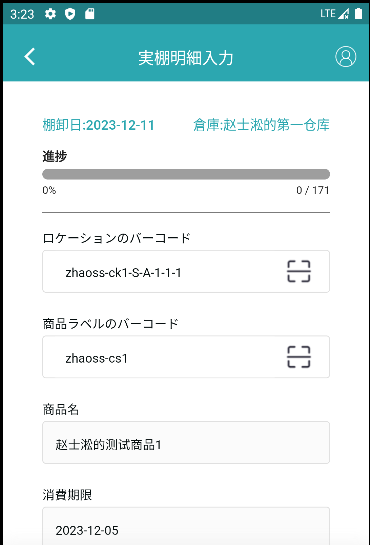 3:23
LTE
実棚明細入力
棚卸日:2023-12-11 倉庫:赵士淞的第一仓库
進捗
0% 0 / 171
ロケーションのバーコード
zhaoss-ck1-S-A-1-1-1
商品ラベルのバーコード
zhaoss-cs1
商品名
赵士淞的测试商品1
消費期限
2023-12-05